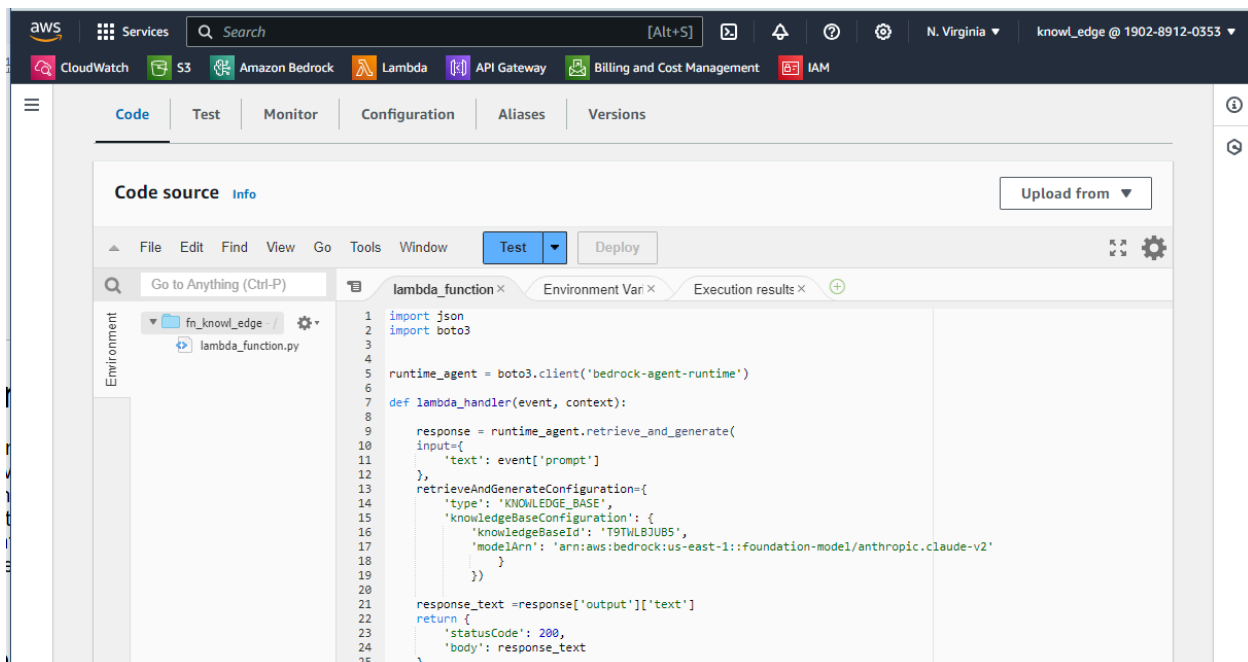 aws Services Search [Alt+S] N. Virginia ▼ knowl_edge @ 1902-8912-0353 ▼
CloudWatch S3 Amazon Bedrock Lambda API Gateway Billing and Cost Management IAM
Code Test Monitor Configuration Aliases Versions
Code source Info Upload from ▼
File Edit Find View Go Tools Window Test Deploy
Go to Anything (Ctrl-P) lambda_function × Environment Vari × Execution results ×
Environment
fn_knowl_edge - /
lambda_function.py
1 import json
2 import boto3
3
4
5 runtime_agent = boto3.client('bedrock-agent-runtime')
6
7 def lambda_handler(event, context):
8
9 response = runtime_agent.retrieve_and_generate(
10 input={
11 'text': event['prompt']
12 },
13 retrieveAndGenerateConfiguration={
14 'type': 'KNOWLEDGE_BASE',
15 'knowledgeBaseConfiguration': {
16 'knowledgeBaseId': 'T9TWLBJUB5',
17 'modelArn': 'arn:aws:bedrock:us-east-1::foundation-model/anthropic.claude-v2'
18 }
19 })
20
21 response_text =response['output']['text']
22 return {
23 'statusCode': 200,
24 'body': response_text
25 }